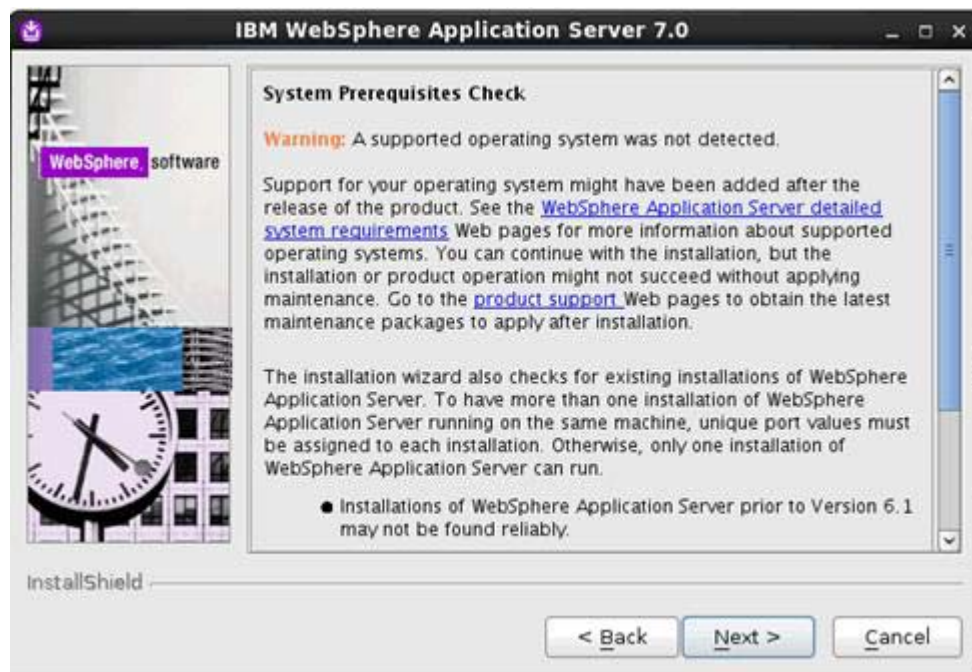 IBM WebSphere Application Server 7.0
WebSphere. software
System Prerequisites Check
Warning: A supported operating system was not detected.
Support for your operating system might have been added after the
release of the product. See the WebSphere Application Server detailed
system requirements Web pages for more information about supported
operating systems. You can continue with the installation, but the
installation or product operation might not succeed without applying
maintenance. Go to the product support Web pages to obtain the latest
maintenance packages to apply after installation.
The installation wizard also checks for existing installations of WebSphere
Application Server. To have more than one installation of WebSphere
Application Server running on the same machine, unique port values must
be assigned to each installation. Otherwise, only one installation of
WebSphere Application Server can run.
● Installations of WebSphere Application Server prior to Version 6.1
may not be found reliably.
InstallShield
< Back Next > Cancel